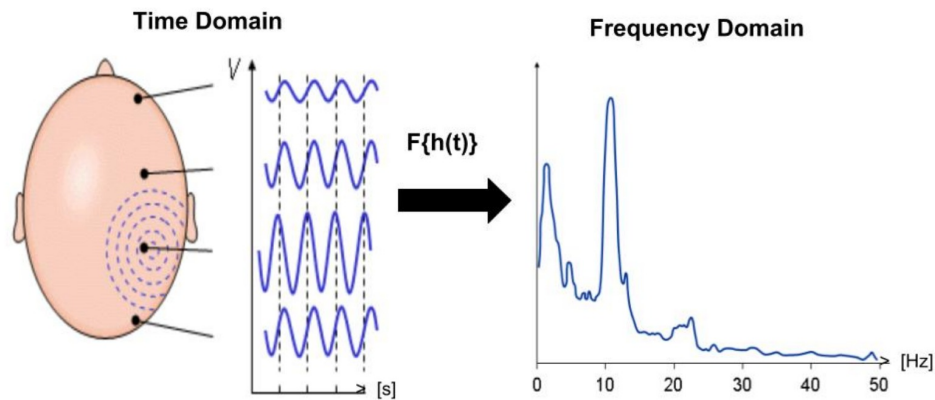 Time Domain
Frequency Domain
V
F{h(t)}
[s]
[Hz]
0 10 20 30 40 50